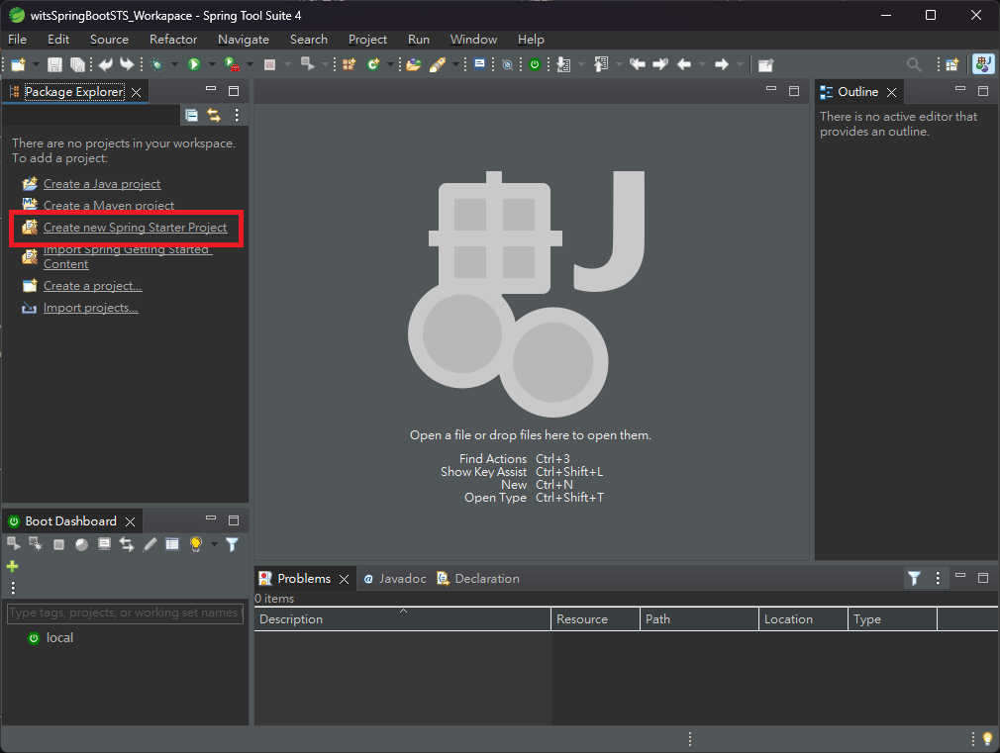 witsSpringBootSTS_Workapace - Spring Tool Suite 4
File Edit Source Refactor Navigate Search Project Run Window Help
Package Explorer
There are no projects in your workspace.
To add a project:
Create a Java project
Create a Maven project
Create new Spring Starter Project
Import Spring Getting Started
Content
Create a project...
Import projects...
J
Open a file or drop files here to open them.
Find Actions Ctrl+3
Show Key Assist Ctrl+Shift+L
New Ctrl+N
Open Type Ctrl+Shift+T
Outline
There is no active editor that
provides an outline.
Boot Dashboard
Type tags, projects, or working set names
local
Problems Javadoc Declaration
0 items
Description Resource Path Location Type